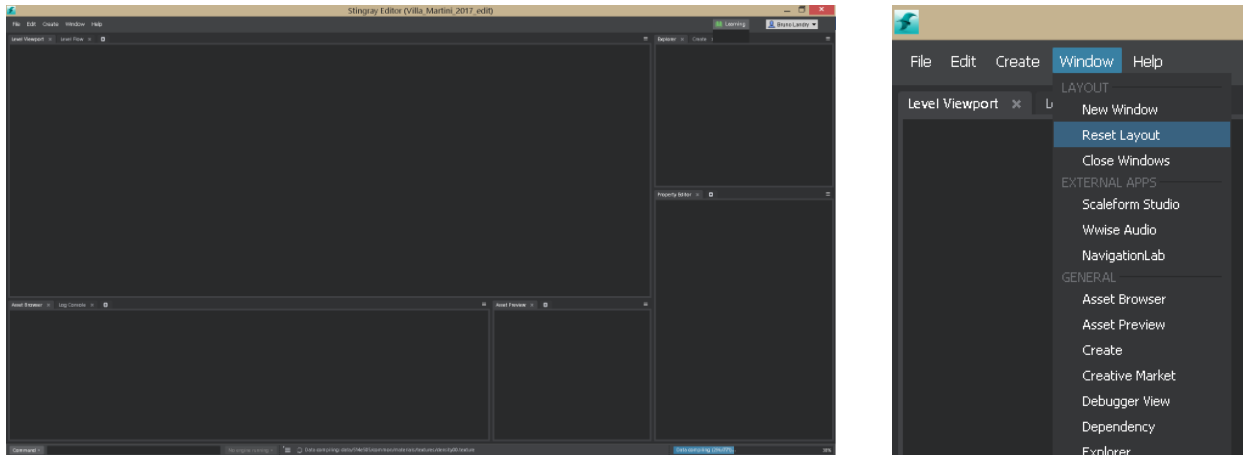 Stingray Editor (Villa_Martini_2017_edit)
File Edit Create Window Help
Learning
Bruno Landry
Level Viewport Level Flow
Explorer Create
Property Editor
Asset Browser Log Console
Asset Preview
Command
File Edit Create Window Help
Level Viewport
LAYOUT
New Window
Reset Layout
Close Windows
EXTERNAL APPS
Scaleform Studio
Wwise Audio
NavigationLab
GENERAL
Asset Browser
Asset Preview
Create
Creative Market
Debugger View
Dependency
Explorer